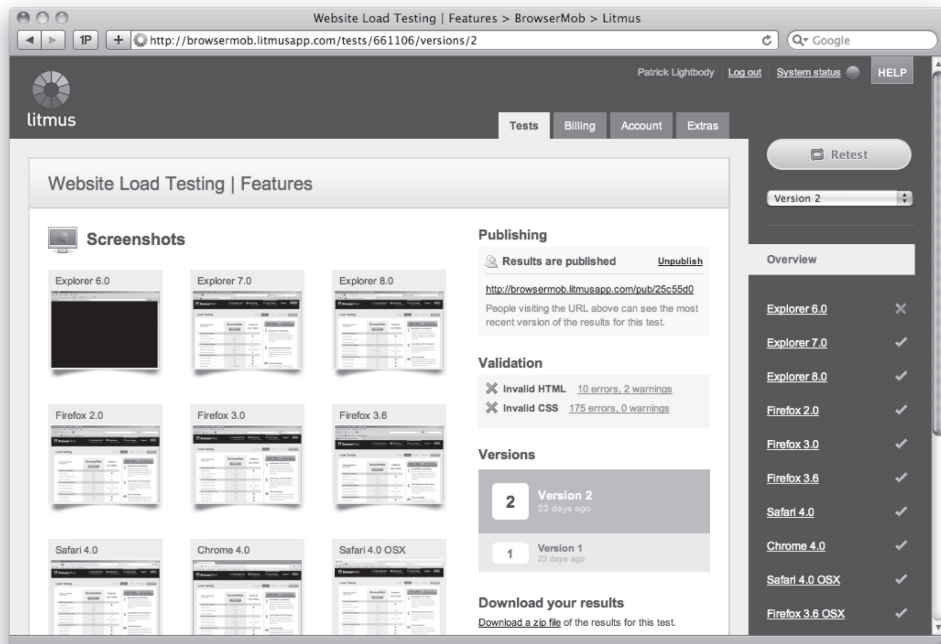 Website Load Testing | Features > BrowserMob > Litmus
1P
+
http://browsermob.litmusapp.com/tests/661106/versions/2
Google
Patrick Lightbody
Log out
System status
HELP
litmus
Tests
Billing
Account
Extras
Retest
Version 2
Website Load Testing | Features
Screenshots
Explorer 6.0
Explorer 7.0
Explorer 8.0
Firefox 2.0
Firefox 3.0
Firefox 3.6
Safari 4.0
Chrome 4.0
Safari 4.0 OSX
Publishing
Results are published
Unpublish
http://browsermob.litmusapp.com/pub/25c55d0
People visiting the URL above can see the most
recent version of the results for this test.
Validation
Invalid HTML 10 errors, 2 warnings
Invalid CSS 175 errors, 0 warnings
Versions
2
Version 2
23 days ago
1
Version 1
23 days ago
Download your results
Download a zip file of the results for this test.
Overview
Explorer 6.0
Explorer 7.0
Explorer 8.0
Firefox 2.0
Firefox 3.0
Firefox 3.6
Safari 4.0
Chrome 4.0
Safari 4.0 OSX
Firefox 3.6 OSX